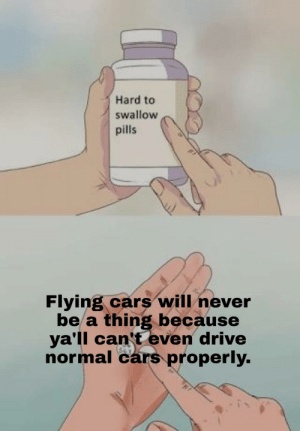 Hard to
swallow
pills
Flying cars will never
be a thing because
ya'll can't even drive
normal cars properly.